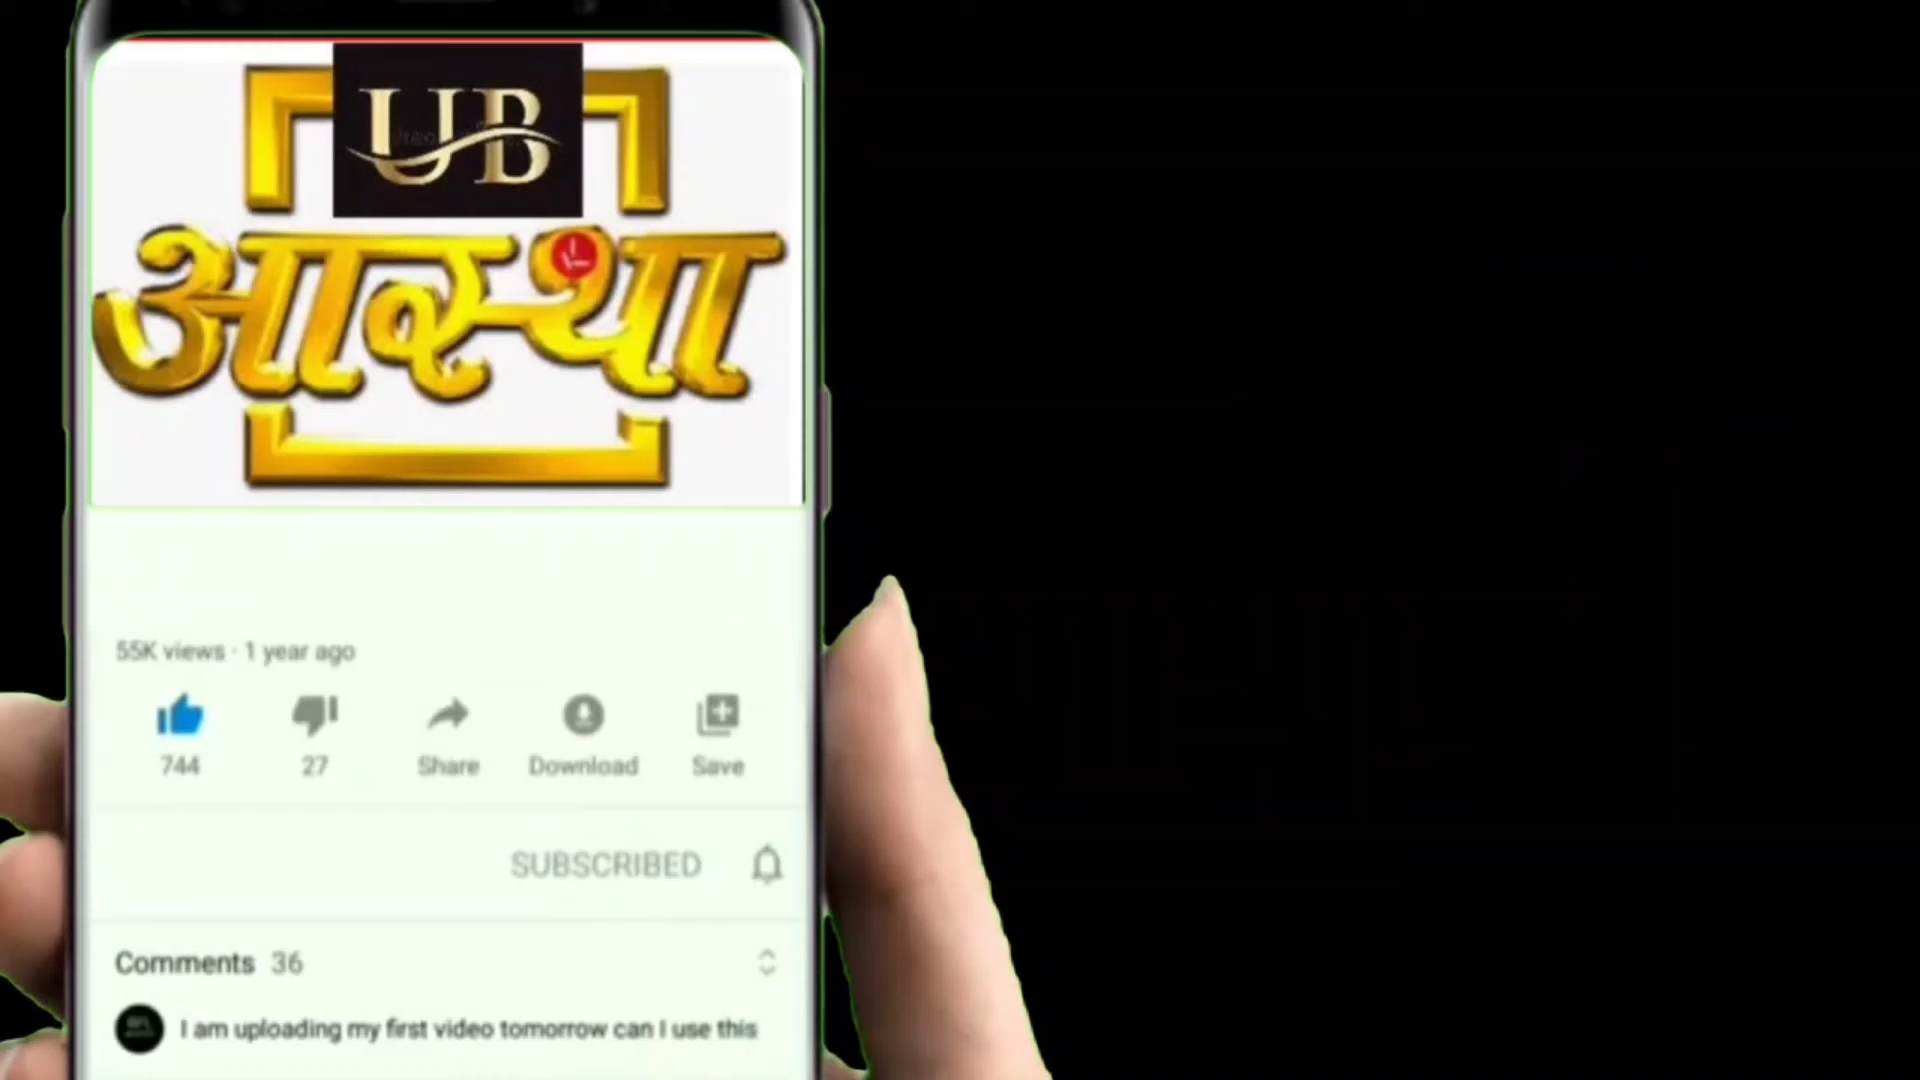 UB
आस्था
55K views · 1 year ago
744
27
Share
Download
Save
SUBSCRIBED
Comments 36
I am uploading my first video tomorrow can I use this